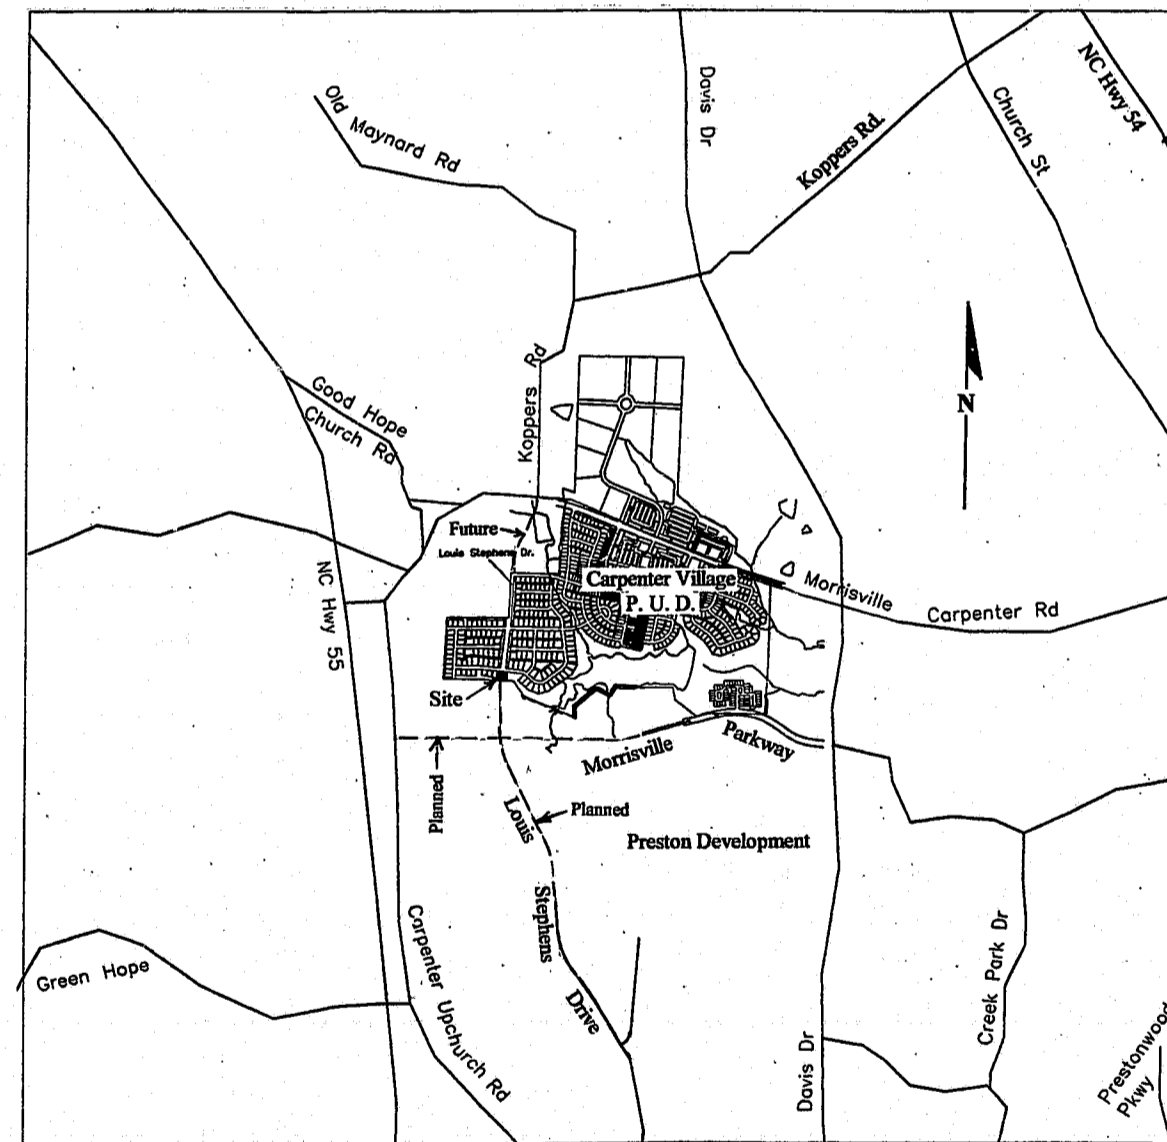 NC Hwy 54
Davis Dr
Church St
Koppers Rd.
Old Maynard Rd
Koppers Rd
N
Good Hope
Church Rd
Future
Louis Stephens Dr.
Carpenter Village
P. U. D.
Morrisville Carpenter Rd
NC Hwy 55
Site
Morrisville Parkway
Planned
Planned
Louis Stephens Drive
Preston Development
Green Hope
Carpenter Upchurch Rd
Creek Park Dr
Davis Dr
Prestonwood
Pkwy